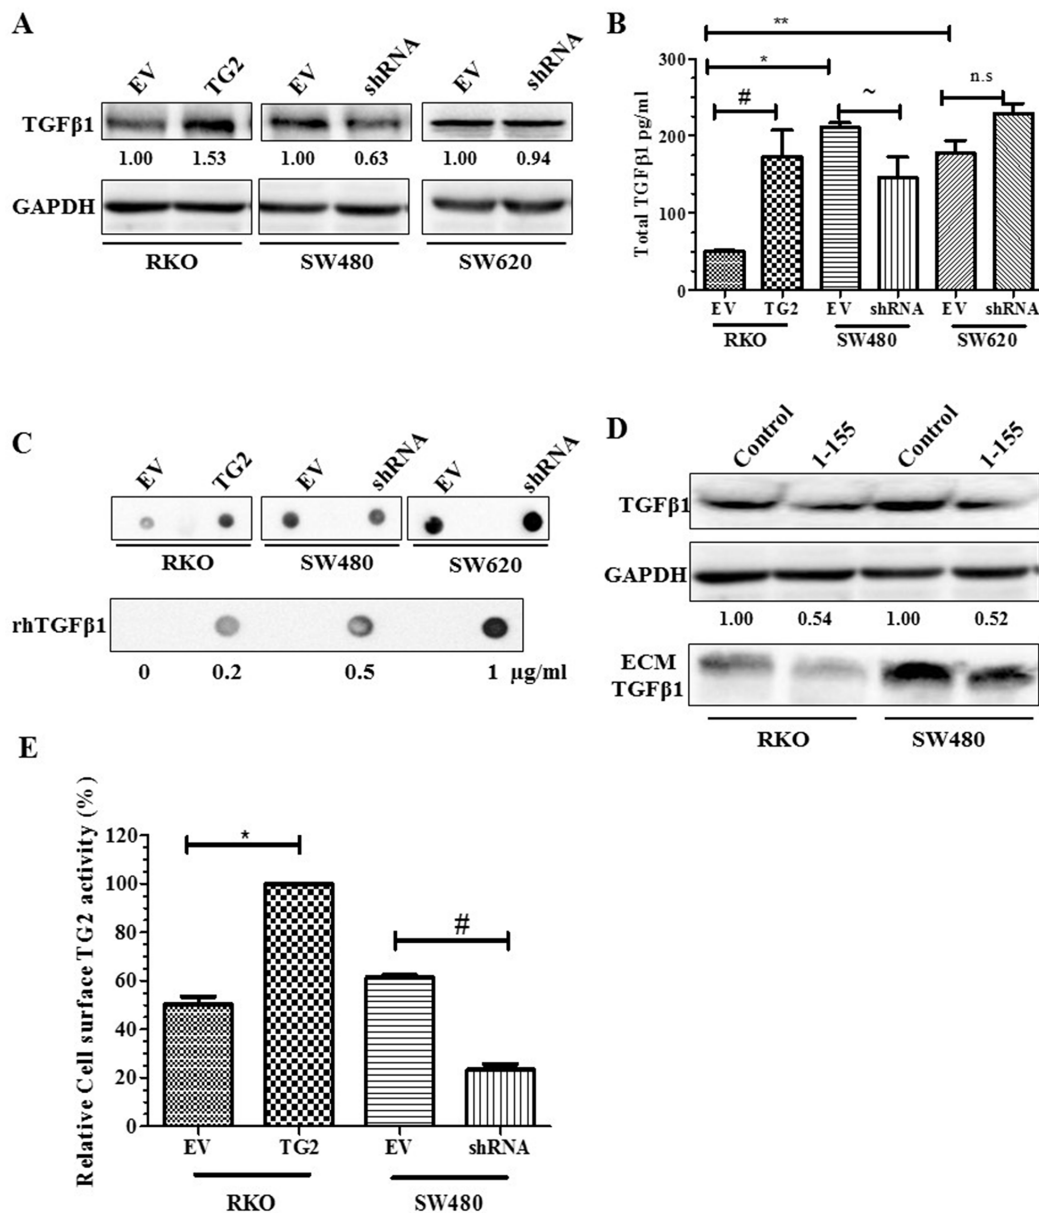 A
EV TG2 EV shRNA EV shRNA
TGFβ1
1.00 1.53 1.00 0.63 1.00 0.94
GAPDH
RKO SW480 SW620
B
**
* 
# ~ n.s
Total TGFβ1 pg/ml
300
200
100
0
EV TG2 EV shRNA EV shRNA
RKO SW480 SW620
C
EV TG2 EV shRNA EV shRNA
RKO SW480 SW620
rhTGFβ1
0 0.2 0.5 1 µg/ml
D
Control 1-155 Control 1-155
TGFβ1
GAPDH
1.00 0.54 1.00 0.52
ECM
TGFβ1
RKO SW480
E
Relative Cell surface TG2 activity (%)
* #
120
100
80
60
40
20
0
EV TG2 EV shRNA
RKO SW480